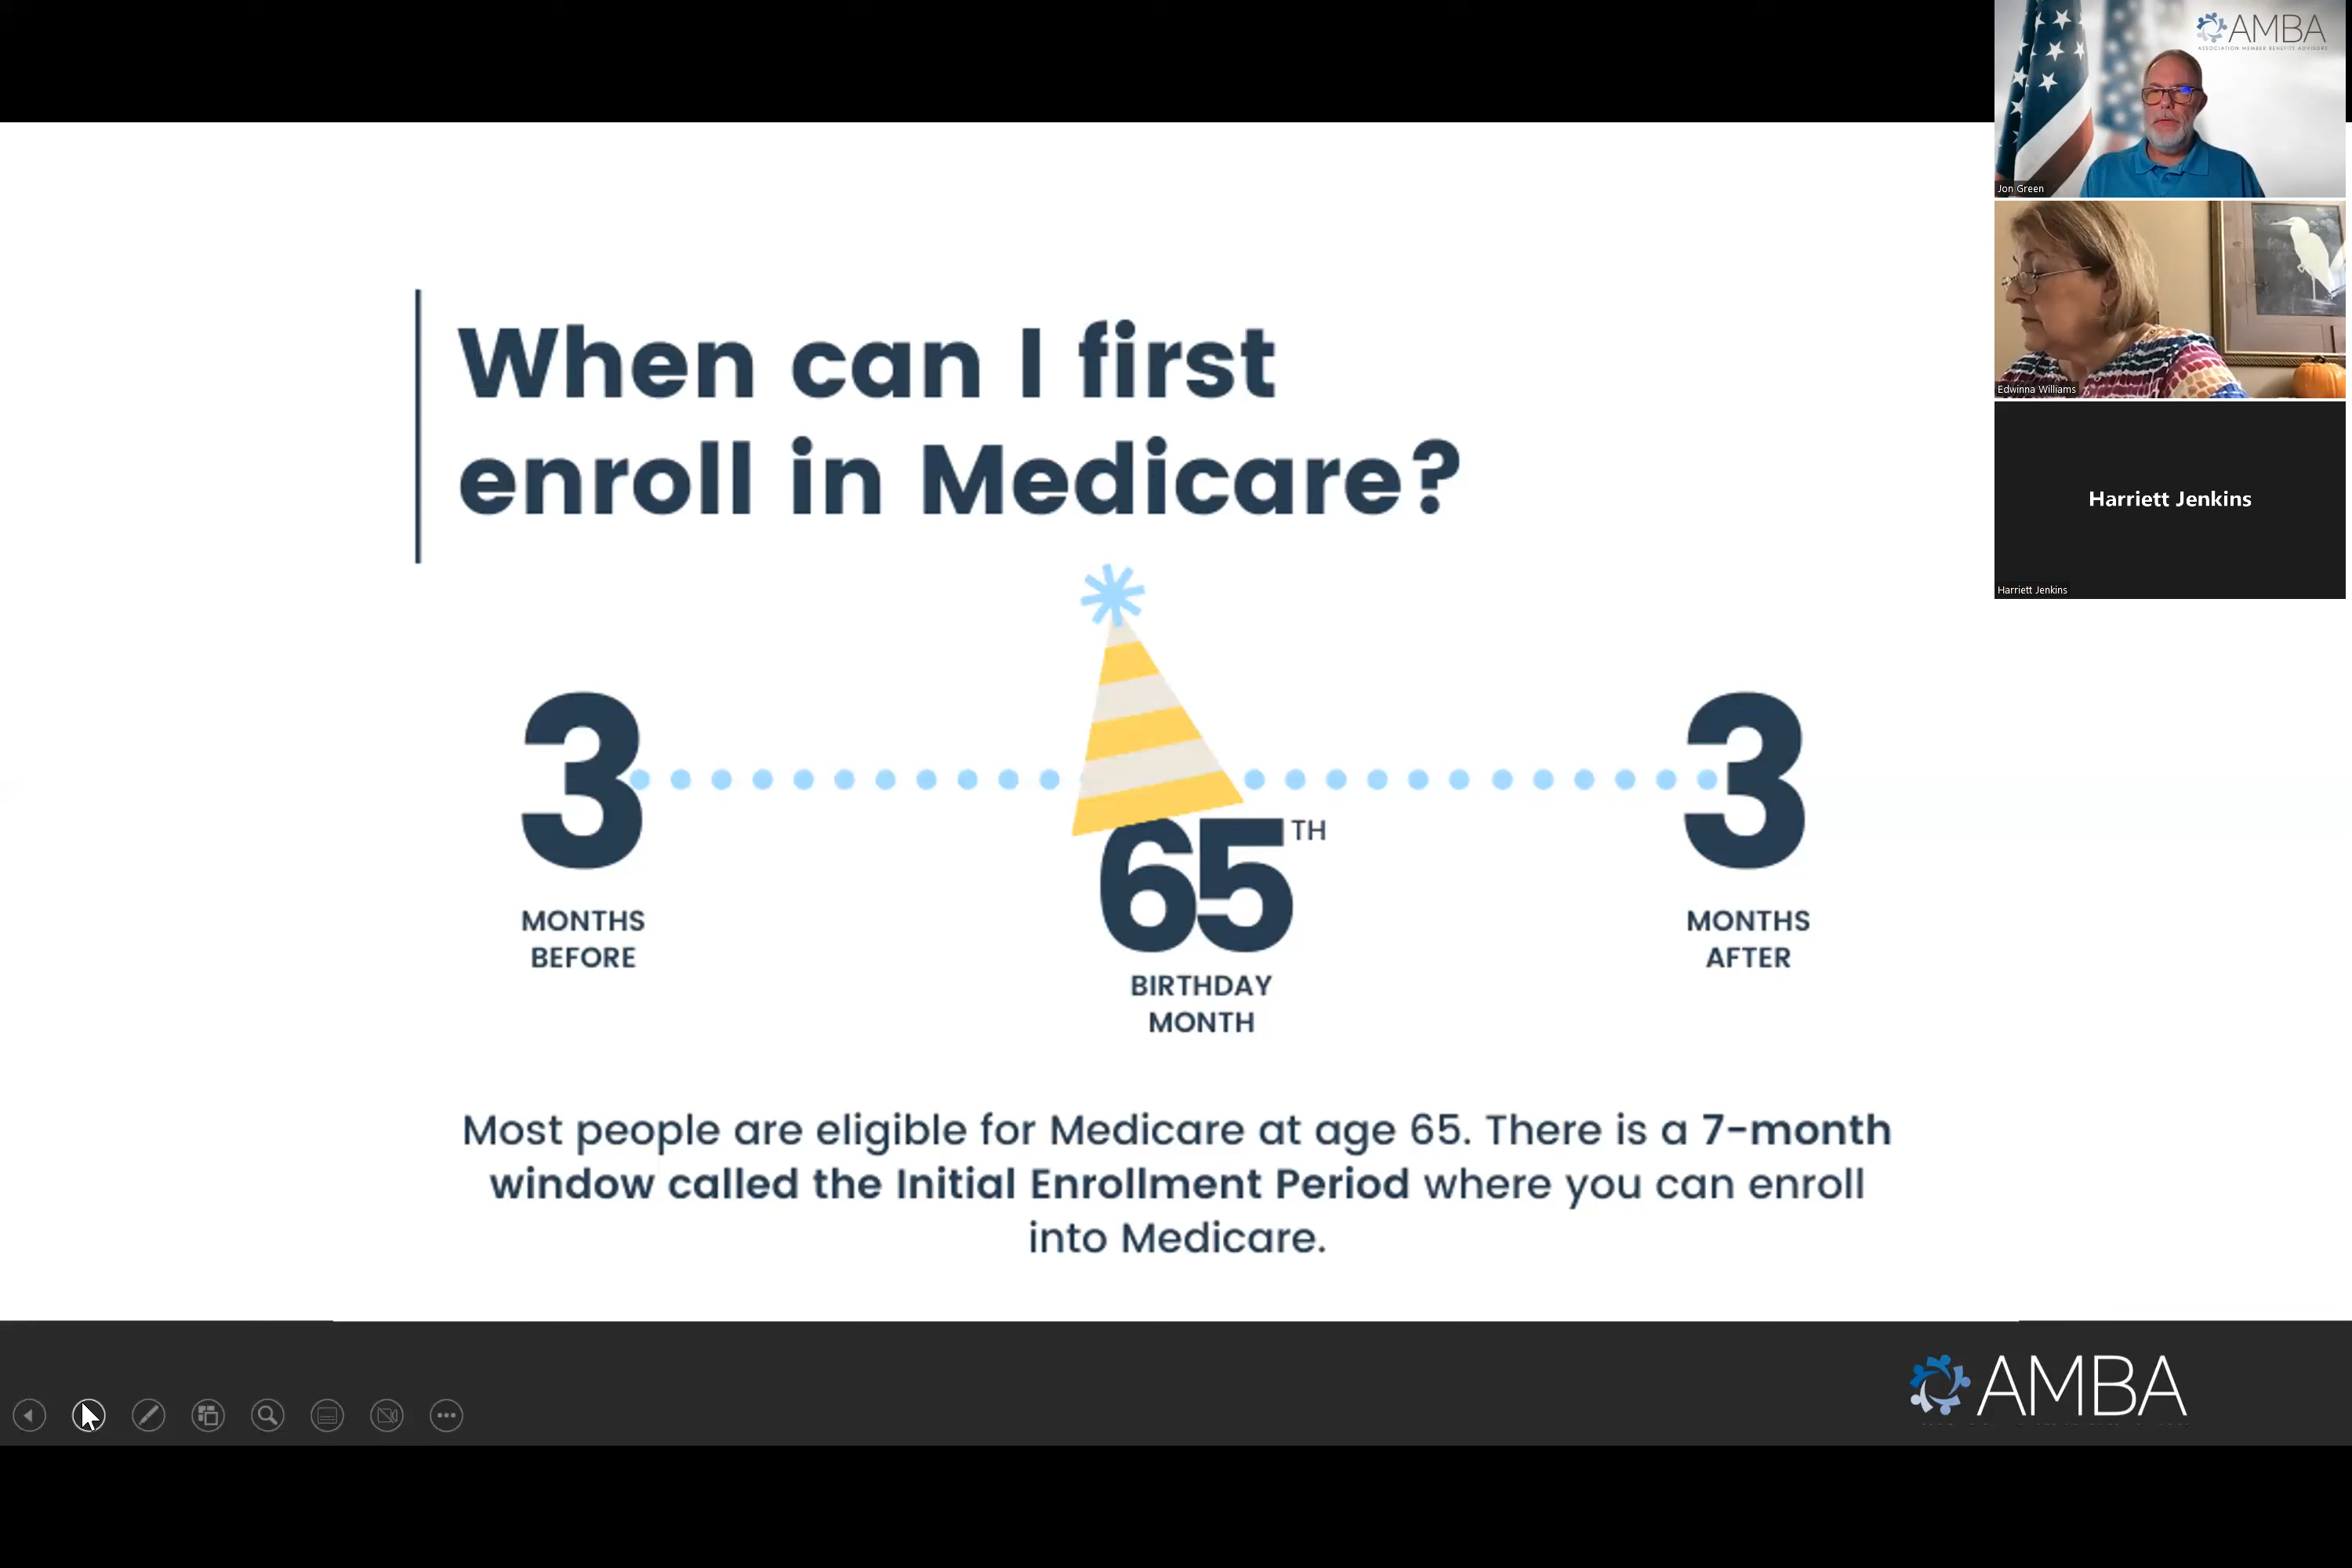 AMBA
ASSOCIATION MEMBER BENEFITS ADVISORS
Jon Green
Edwinna Williams
Harriett Jenkins
Harriett Jenkins
When can I first
enroll in Medicare?
3
MONTHS
BEFORE
65TH
BIRTHDAY
MONTH
3
MONTHS
AFTER
Most people are eligible for Medicare at age 65. There is a 7-month
window called the Initial Enrollment Period where you can enroll
into Medicare.
AMBA